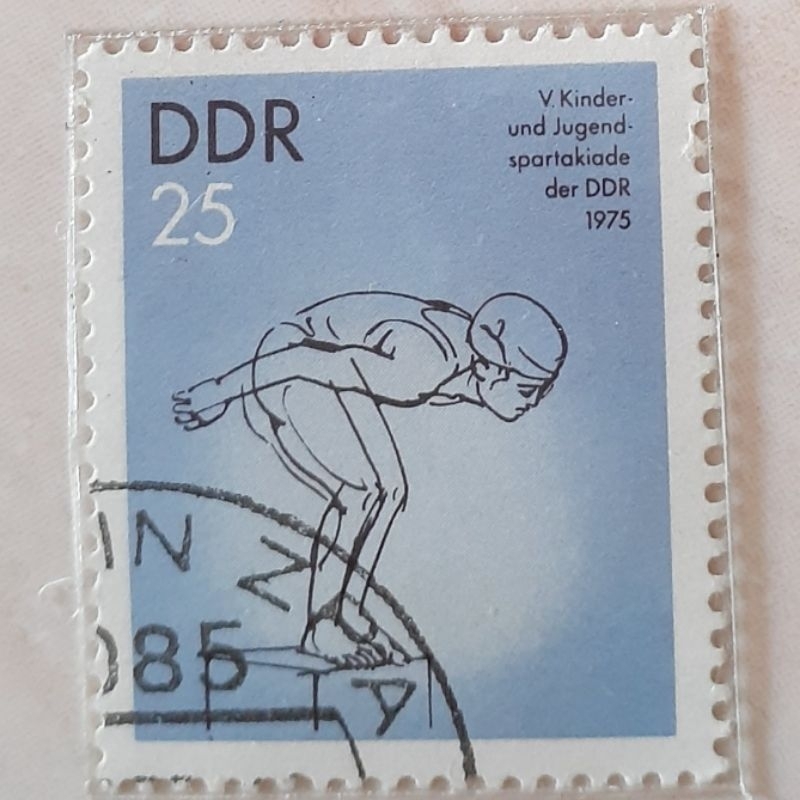 DDR
25
V. Kinder-
und Jugend-
spartakiade
der DDR
1975
IN
N
085
A